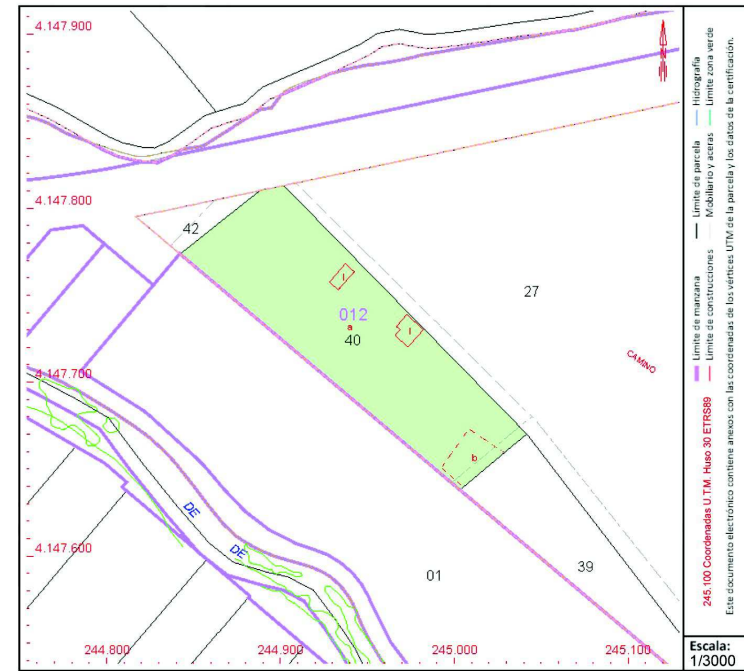 4.147.900
4.147.800
42
27
012
a
40
I
I
CAMINO
4.147.700
b
DE
DE
4.147.600
01
39
244.800
244.900
245.000
245.100
Límite de manzana
Límite de parcela
Hidrografía
Límite de construcciones
Mobiliario y aceras
Límite zona verde
245.100 Coordenadas U.T.M. Huso 30 ETRS89
Este documento electrónico contiene anexos con las coordenadas de los vértices UTM de la parcela y los datos de la certificación.
Escala:
1/3000